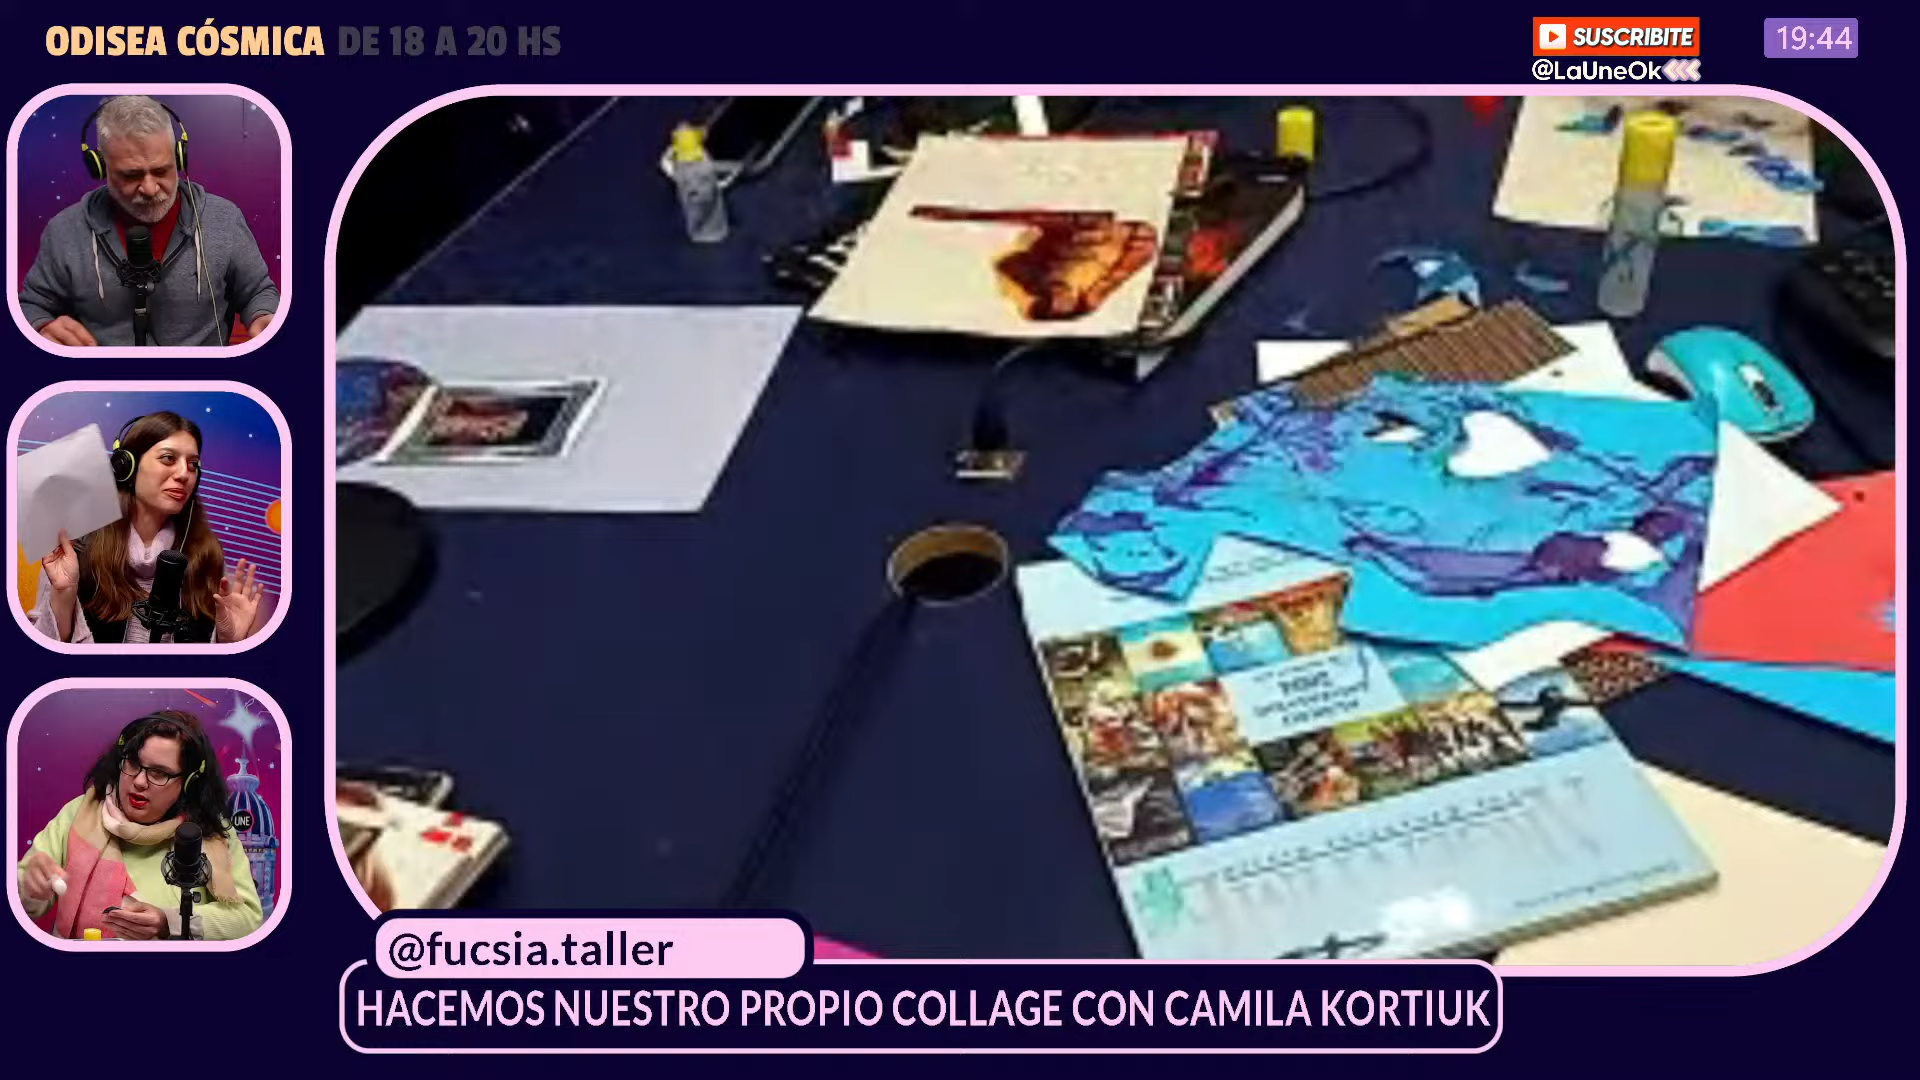 ODISEA CÓSMICA DE 18 A 20 HS
SUSCRIBITE
@LaUneOk
19:44
UNE
@fucsia.taller
HACEMOS NUESTRO PROPIO COLLAGE CON CAMILA KORTIUK